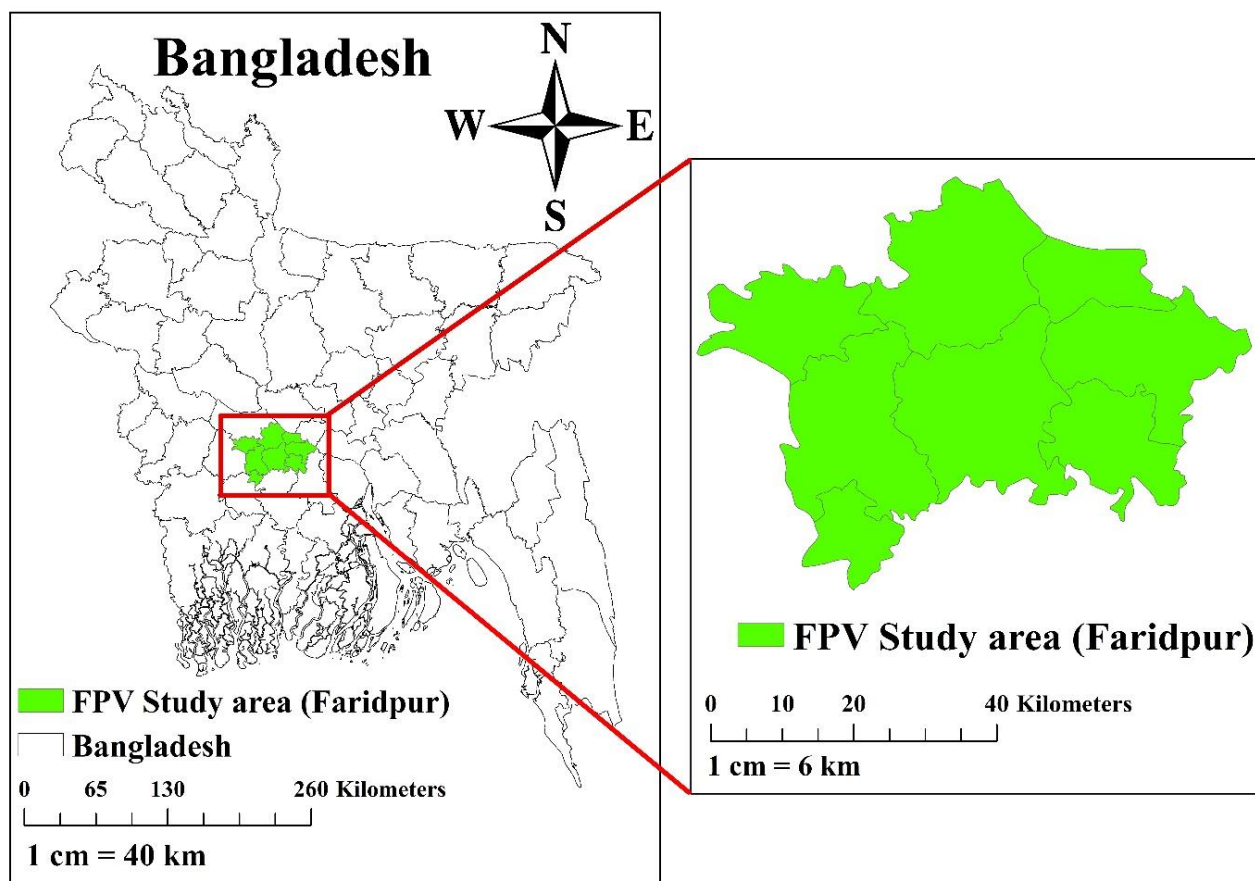 Bangladesh
N
W E
S
FPV Study area (Faridpur)
Bangladesh
0 65 130 260 Kilometers
1 cm = 40 km
FPV Study area (Faridpur)
0 10 20 40 Kilometers
1 cm = 6 km